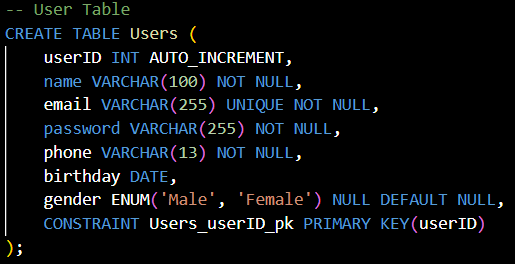 -- User Table
CREATE TABLE Users (
userID INT AUTO_INCREMENT,
name VARCHAR(100) NOT NULL,
email VARCHAR(255) UNIQUE NOT NULL,
password VARCHAR(255) NOT NULL,
phone VARCHAR(13) NOT NULL,
birthday DATE,
gender ENUM('Male', 'Female') NULL DEFAULT NULL,
CONSTRAINT Users_userID_pk PRIMARY KEY(userID)
);